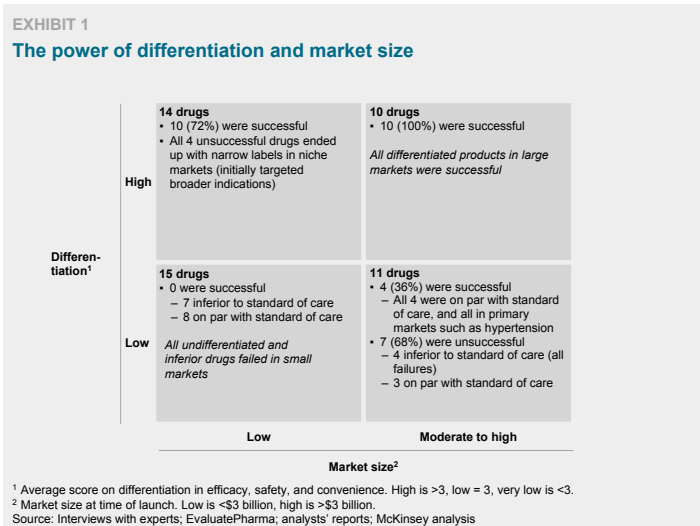 EXHIBIT 1
The power of differentiation and market size
14 drugs
• 10 (72%) were successful
• All 4 unsuccessful drugs ended
up with narrow labels in niche
markets (initially targeted
broader indications)
10 drugs
• 10 (100%) were successful
All differentiated products in large
markets were successful
High
Differen-
tiation¹
15 drugs
• 0 were successful
– 7 inferior to standard of care
– 8 on par with standard of care
All undifferentiated and
inferior drugs failed in small
markets
11 drugs
• 4 (36%) were successful
– All 4 were on par with standard
of care, and all in primary
markets such as hypertension
• 7 (68%) were unsuccessful
– 4 inferior to standard of care (all
failures)
– 3 on par with standard of care
Low
Low
Moderate to high
Market size²
¹ Average score on differentiation in efficacy, safety, and convenience. High is >3, low = 3, very low is <3.
² Market size at time of launch. Low is <$3 billion, high is >$3 billion.
Source: Interviews with experts; EvaluatePharma; analysts' reports; McKinsey analysis